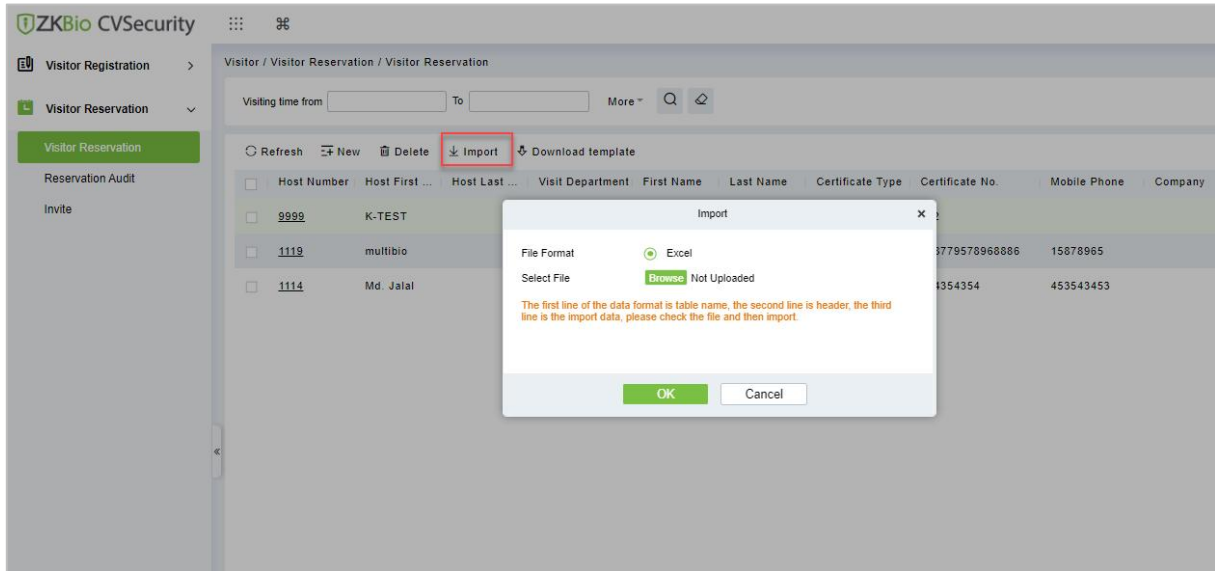 ZKBio CVSecurity
Visitor Registration
Visitor / Visitor Reservation / Visitor Reservation
Visitor Reservation
Visiting time from To More
Visitor Reservation
Refresh New Delete Import Download template
Reservation Audit
Host Number Host First ... Host Last ... Visit Department First Name Last Name Certificate Type Certificate No. Mobile Phone Company
Invite
9999 K-TEST
Import
1119 multibio 779578968886 15878965
File Format Excel
Select File Browse Not Uploaded
1114 Md. Jalal 4354354 453543453
The first line of the data format is table name, the second line is header, the third
line is the import data, please check the file and then import.
OK Cancel